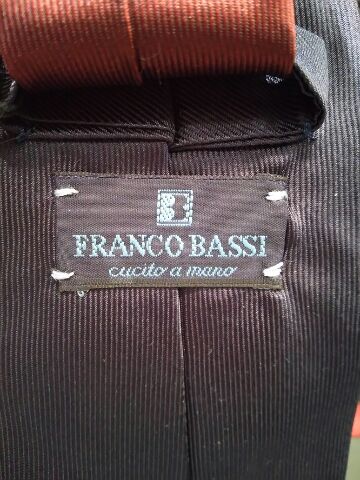 B
FRANCO BASSI
cucito a mano